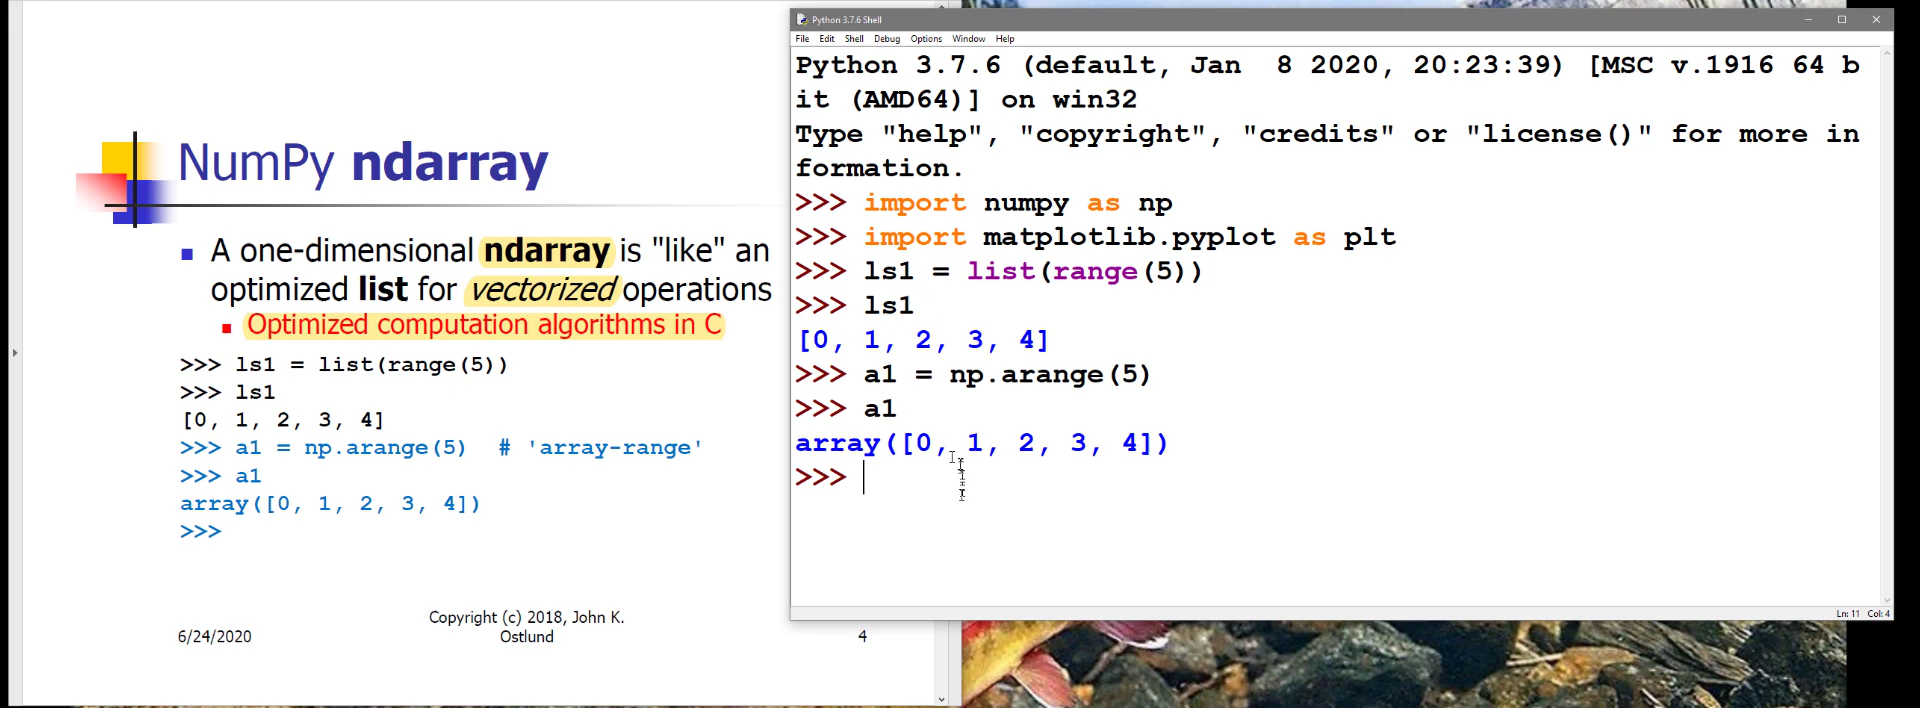 NumPy ndarray
A one-dimensional ndarray is "like" an
optimized list for vectorized operations
Optimized computation algorithms in C
>>> ls1 = list(range(5))
>>> ls1
[0, 1, 2, 3, 4]
>>> a1 = np.arange(5)  # 'array-range'
>>> a1
array([0, 1, 2, 3, 4])
>>>
Copyright (c) 2018, John K.
Ostlund
6/24/2020
4
Python 3.7.6 Shell
File Edit Shell Debug Options Window Help
Python 3.7.6 (default, Jan  8 2020, 20:23:39) [MSC v.1916 64 b
it (AMD64)] on win32
Type "help", "copyright", "credits" or "license()" for more in
formation.
>>> import numpy as np
>>> import matplotlib.pyplot as plt
>>> ls1 = list(range(5))
>>> ls1
[0, 1, 2, 3, 4]
>>> a1 = np.arange(5)
>>> a1
array([0, 1, 2, 3, 4])
>>>
Ln: 11 Col: 4